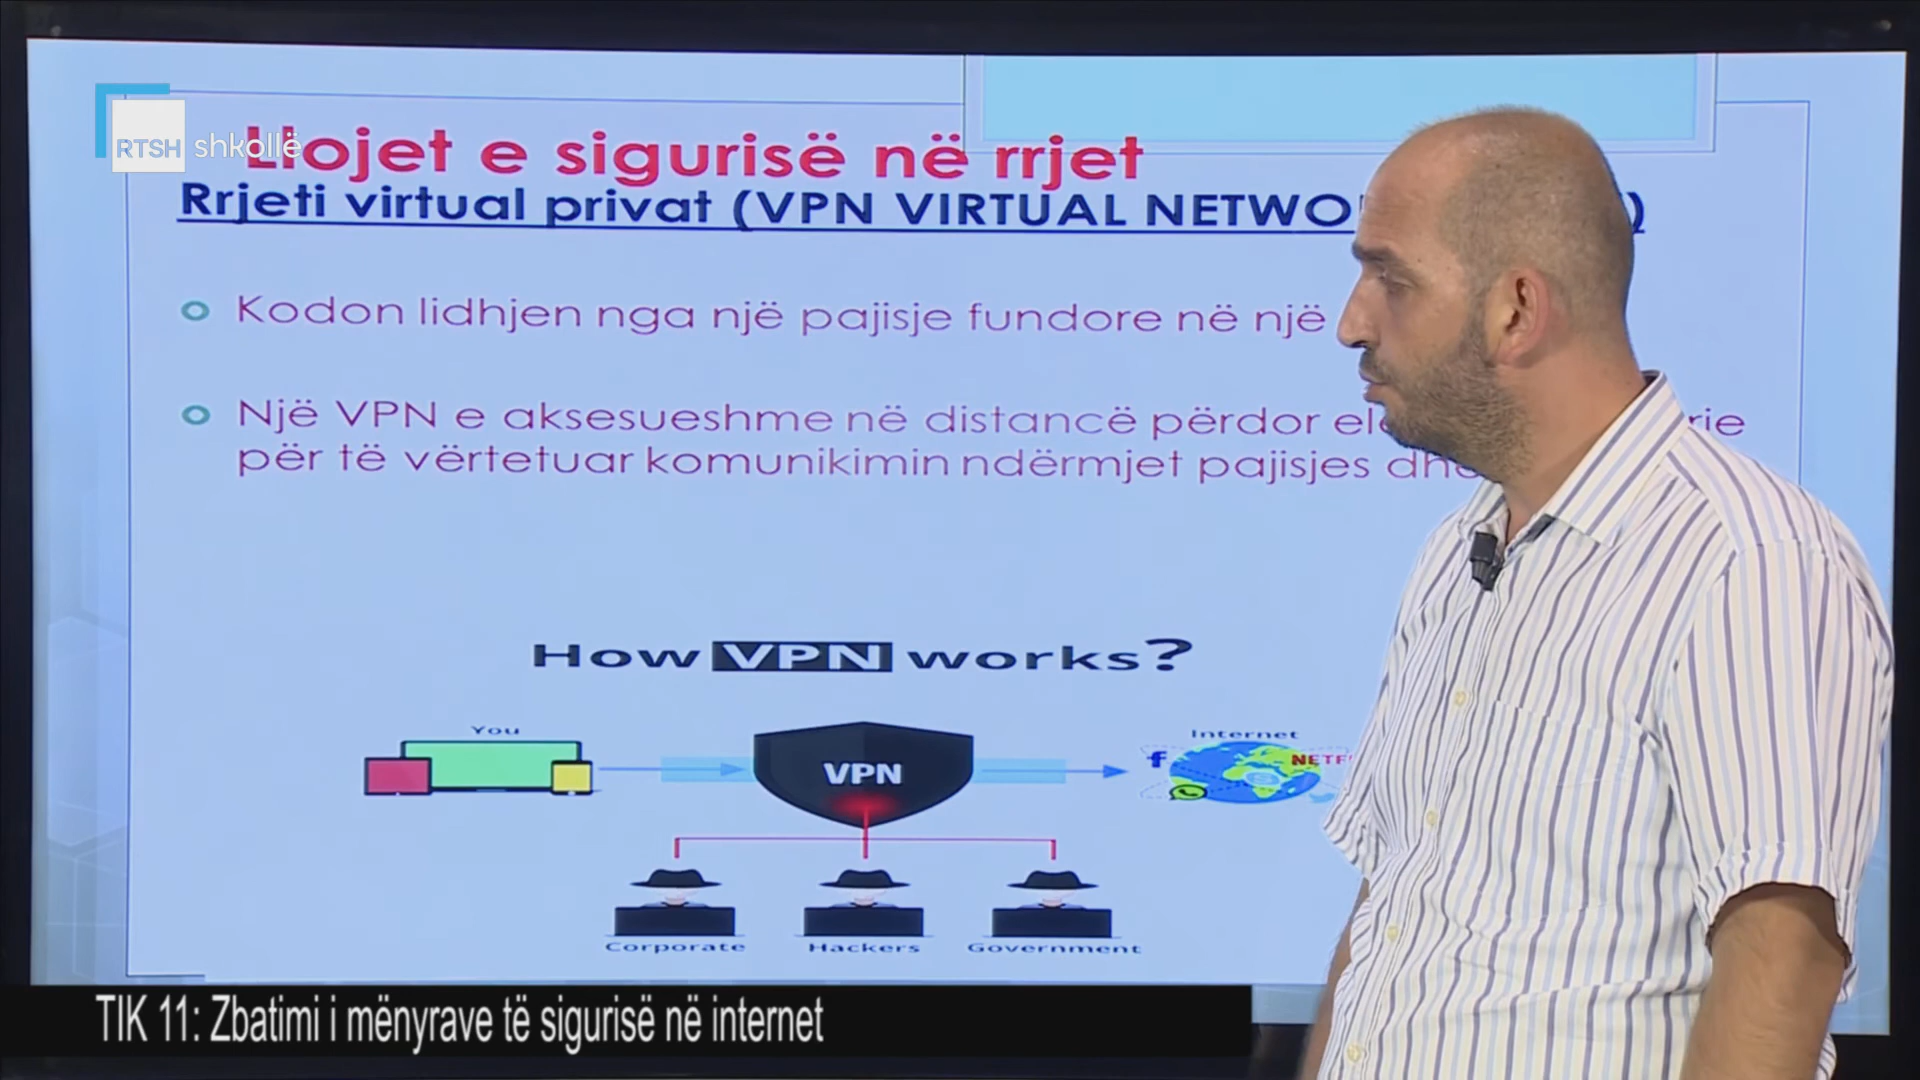 RTSH shkollë
Llojet e sigurisë në rrjet
Rrjeti virtual privat (VPN VIRTUAL )
Kodon lidhjen nga një pajisje fundore në një
Një VPN e aksesueshme në distancë përdor
për të vërtetuar komunikimin ndërmjet pajisjes dhe
How VPN works?
You
VPN
Internet
f
Corporate
Hackers
Government
TIK 11: Zbatimi i mënyrave të sigurisë në internet